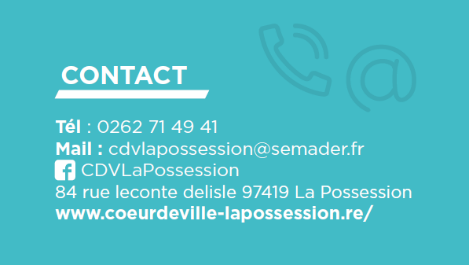 CONTACT
Tél : 0262 71 49 41
Mail : cdvlapossession@semader.fr
CDVLaPossession
84 rue leconte delisle 97419 La Possession
www.coeurdeville-lapossession.re/